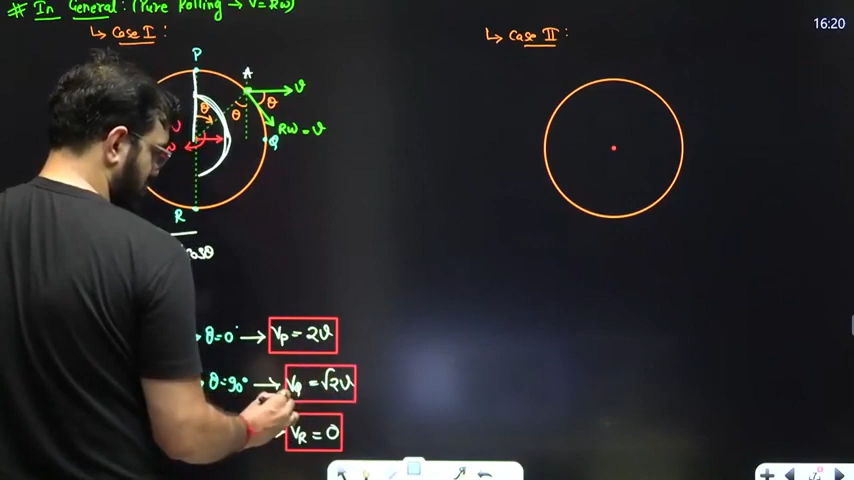 # In General: (Pure Rolling → V = Rω)
16:20
↳ Case I :
↳ Case II :
P
A
θ
θ
θ
v
Rω = v
Q
R
cosθ
θ=0° → Vp = 2v
θ=90° → VQ = √2v
VR = 0